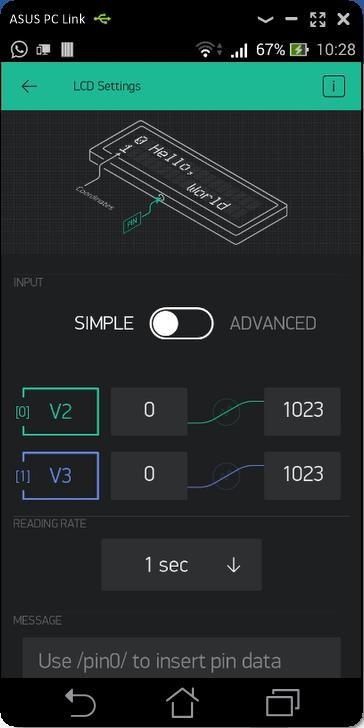 ASUS PC Link
67% 10:28
LCD Settings
i
0 Hello,
1 World
Coordinates
PIN
INPUT
SIMPLE ADVANCED
[0] V2 0 1023
[1] V3 0 1023
READING RATE
1 sec
MESSAGE
Use /pin0/ to insert pin data